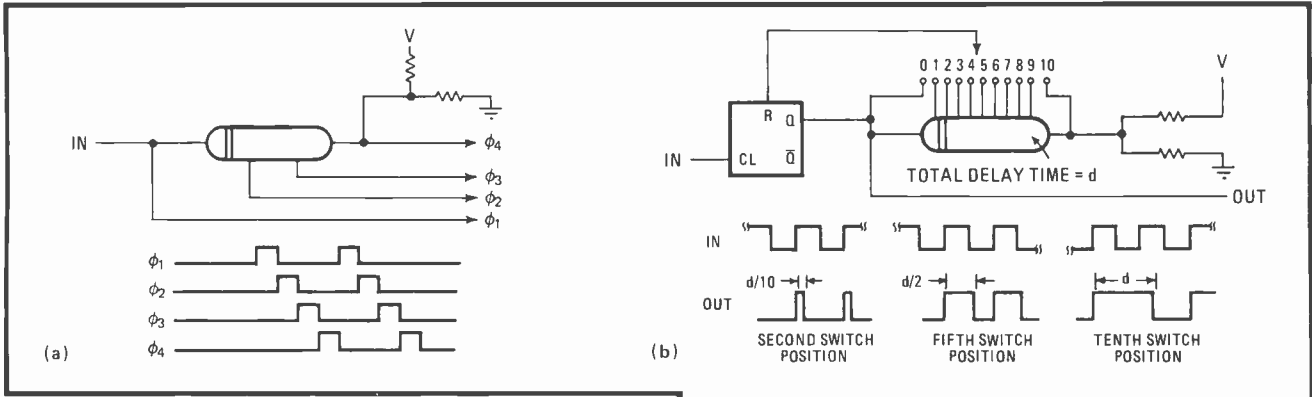 V
IN
ϕ4
ϕ3
ϕ2
ϕ1
ϕ1
ϕ2
ϕ3
ϕ4
(a)
0 1 2 3 4 5 6 7 8 9 10
V
R Q
IN
CL Q̅
TOTAL DELAY TIME = d
OUT
IN
d/10
d/2
d
OUT
SECOND SWITCH
POSITION
FIFTH SWITCH
POSITION
TENTH SWITCH
POSITION
(b)